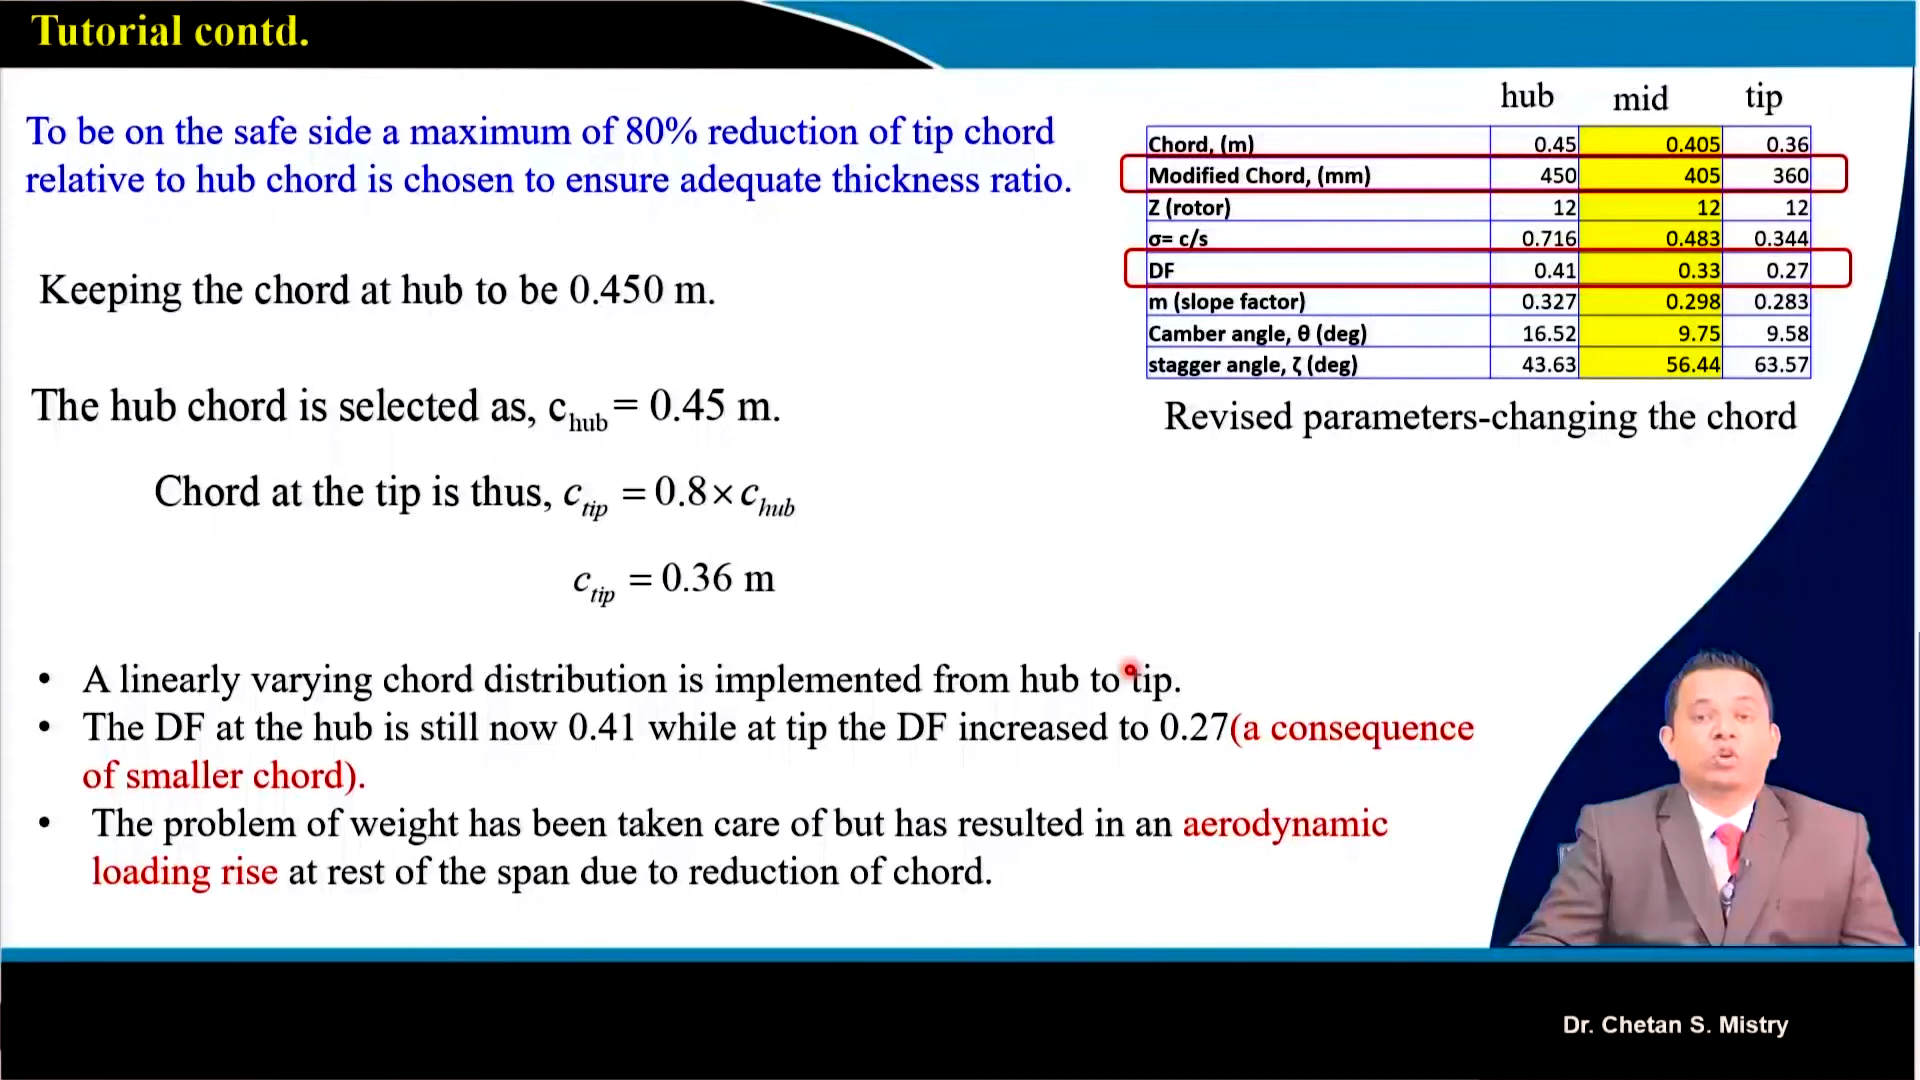 Tutorial contd.
To be on the safe side a maximum of 80% reduction of tip chord
relative to hub chord is chosen to ensure adequate thickness ratio.
Keeping the chord at hub to be 0.450 m.
The hub chord is selected as, c_hub = 0.45 m.
Chord at the tip is thus, c_tip = 0.8 × c_hub
c_tip = 0.36 m
hub mid tip
Chord, (m) 0.45 0.405 0.36
Modified Chord, (mm) 450 405 360
Z (rotor) 12 12 12
σ= c/s 0.716 0.483 0.344
DF 0.41 0.33 0.27
m (slope factor) 0.327 0.298 0.283
Camber angle, θ (deg) 16.52 9.75 9.58
stagger angle, ζ (deg) 43.63 56.44 63.57
Revised parameters-changing the chord
• A linearly varying chord distribution is implemented from hub to tip.
• The DF at the hub is still now 0.41 while at tip the DF increased to 0.27(a consequence
of smaller chord).
• The problem of weight has been taken care of but has resulted in an aerodynamic
loading rise at rest of the span due to reduction of chord.
Dr. Chetan S. Mistry